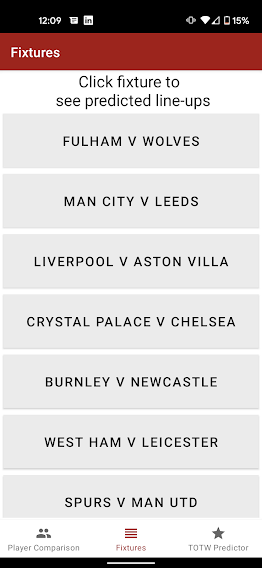 12:09
15%
Fixtures
Click fixture to
see predicted line-ups
FULHAM V WOLVES
MAN CITY V LEEDS
LIVERPOOL V ASTON VILLA
CRYSTAL PALACE V CHELSEA
BURNLEY V NEWCASTLE
WEST HAM V LEICESTER
SPURS V MAN UTD
Player Comparison
Fixtures
TOTW Predictor